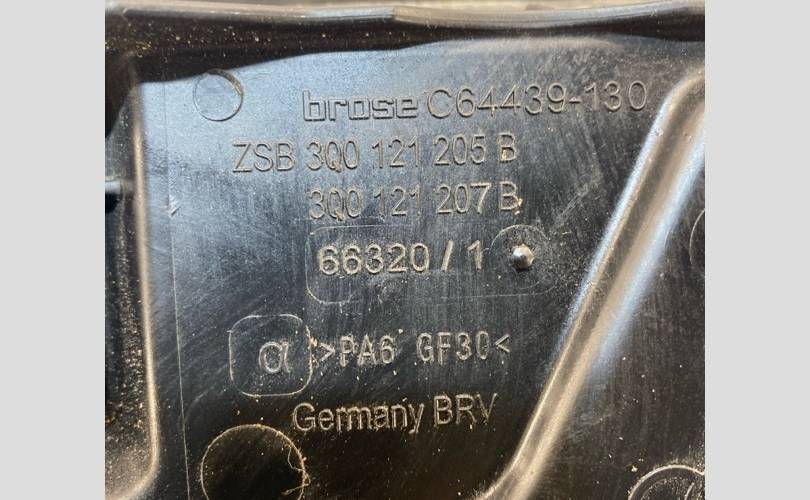 brose C64439-130
ZSB 3Q0 121 205 B
3Q0 121 207 B
66320 / 1
α >PA6 GF30<
Germany BRV